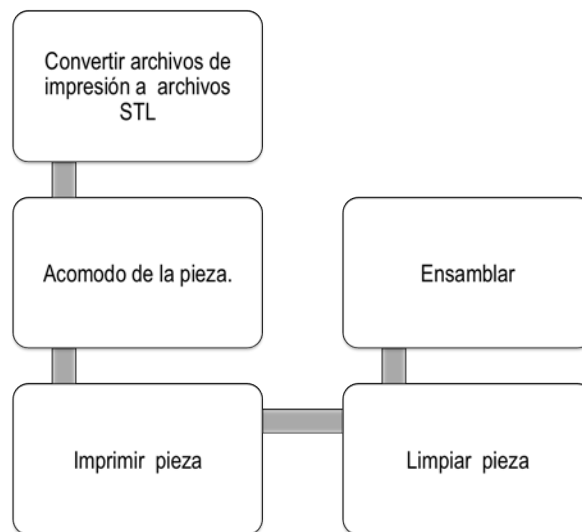 Convertir archivos de
impresión a archivos
STL
Acomodo de la pieza.
Imprimir pieza
Limpiar pieza
Ensamblar